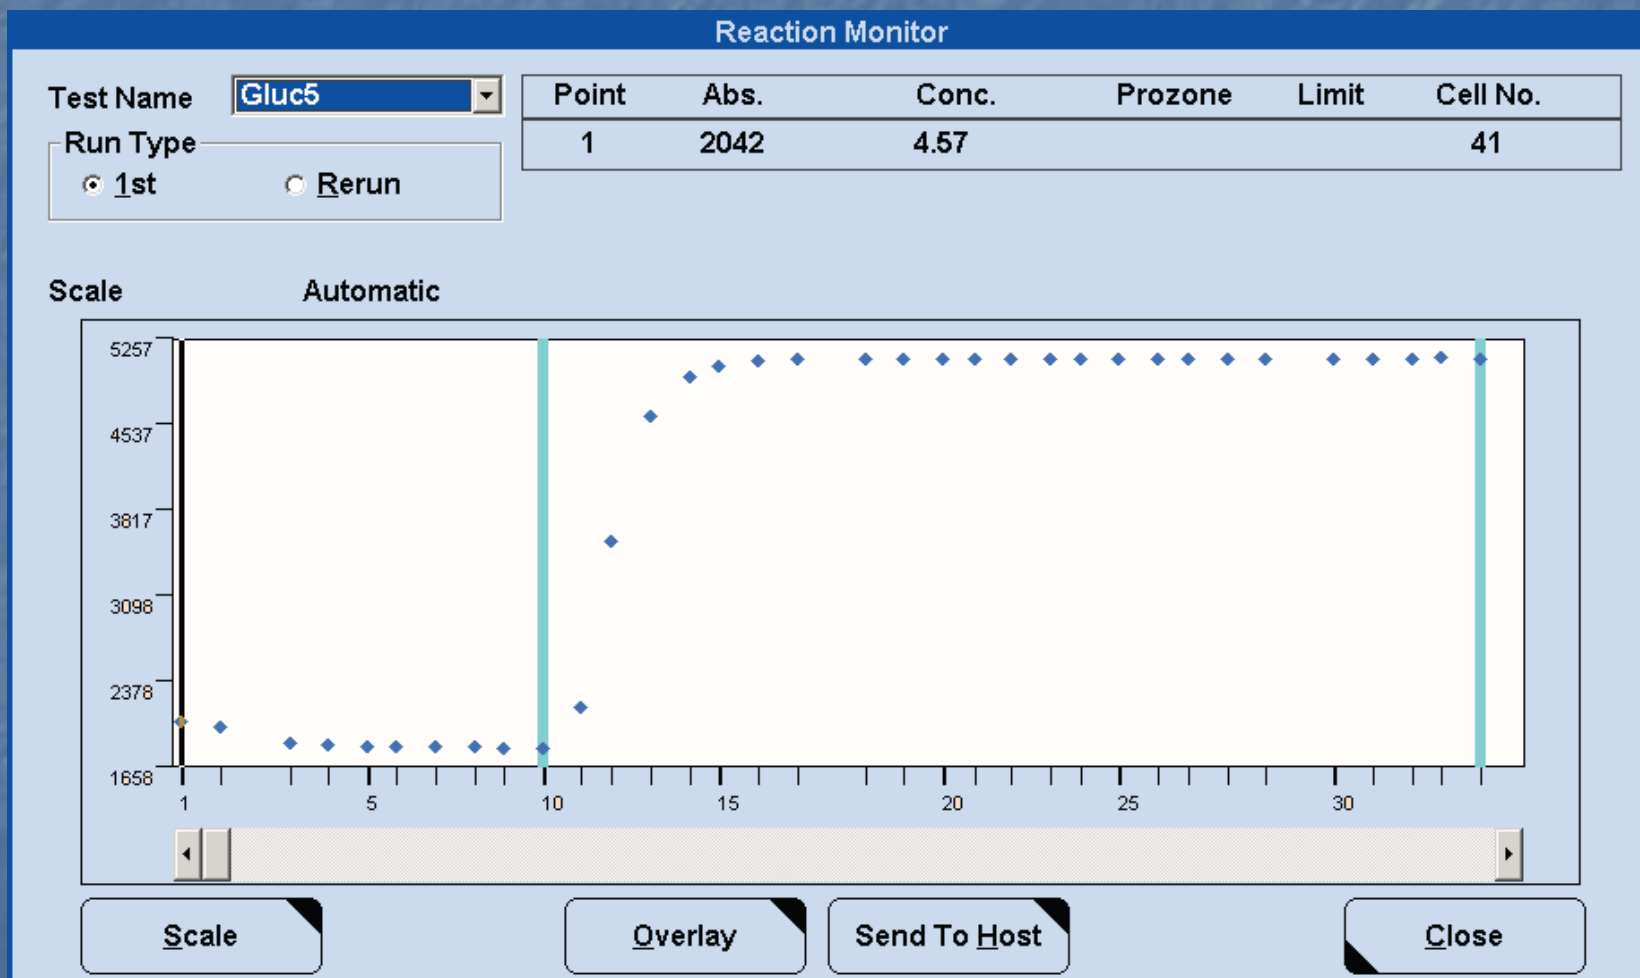 Reaction Monitor
Test Name Gluc5
Point Abs. Conc. Prozone Limit Cell No.
1 2042 4.57 41
Run Type
1st Rerun
Scale Automatic
5257
4537
3817
3098
2378
1658
1 5 10 15 20 25 30
Scale Overlay Send To Host Close